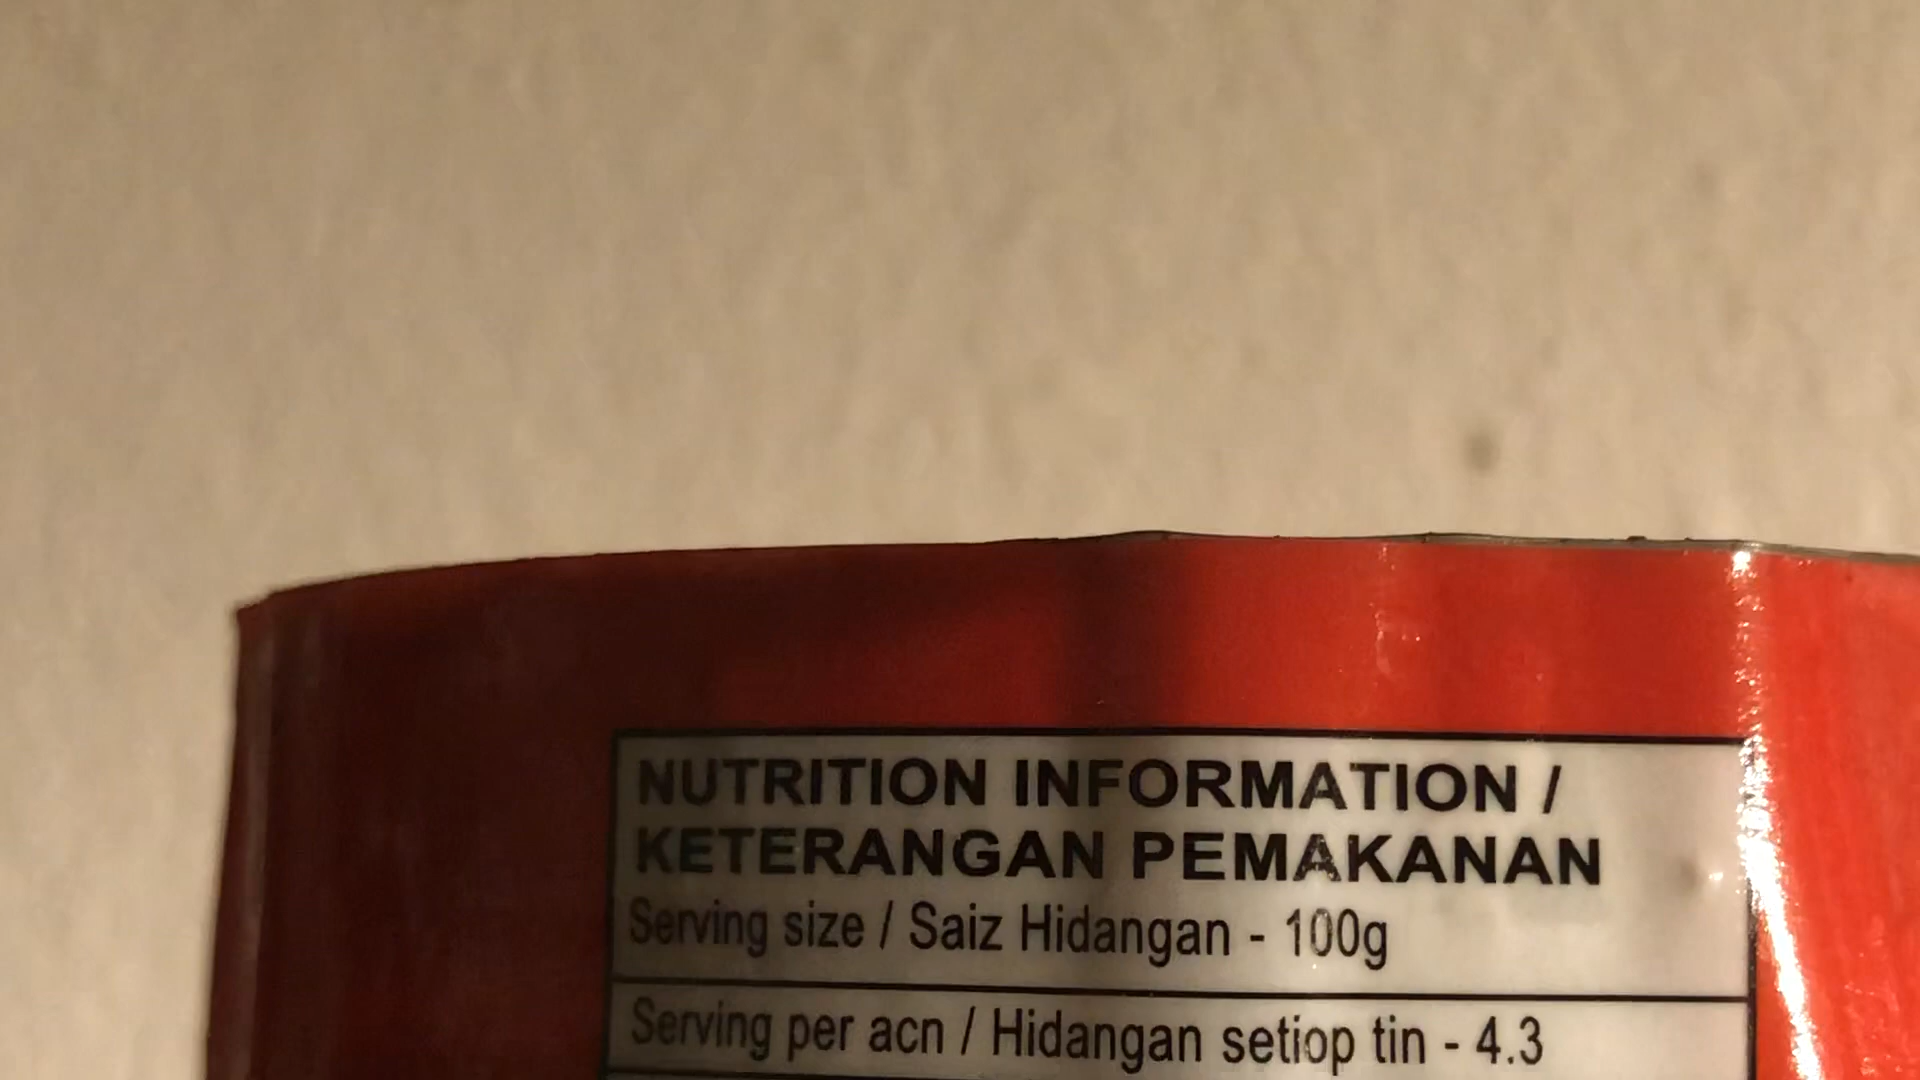 NUTRITION INFORMATION /
KETERANGAN PEMAKANAN
Serving size / Saiz Hidangan - 100g
Serving per acn / Hidangan setiop tin - 4.3